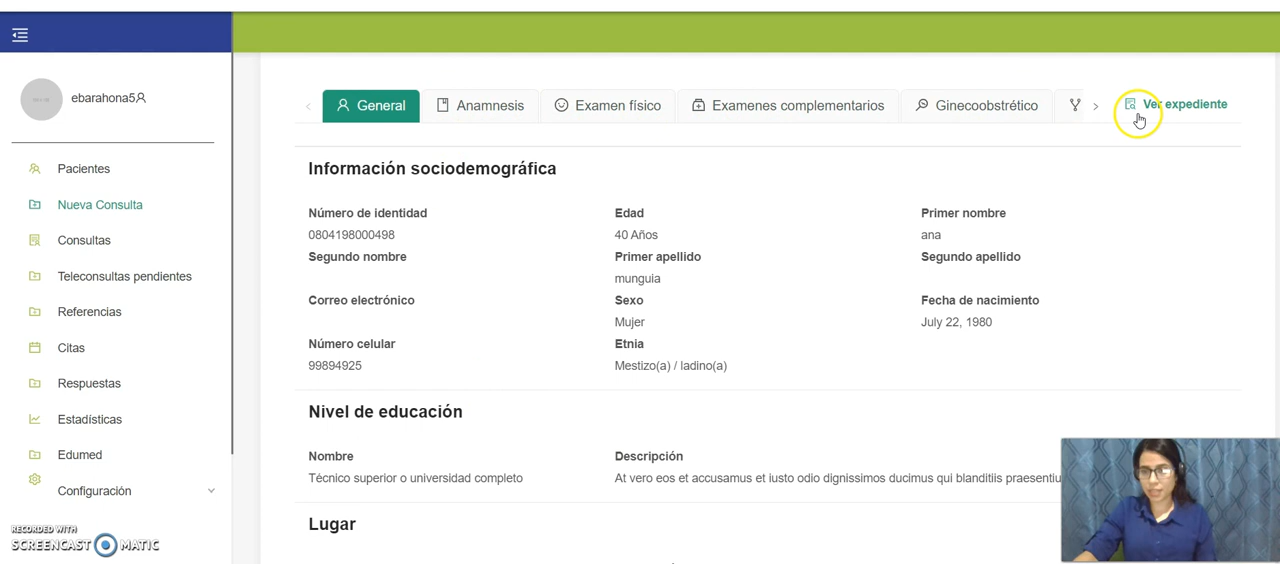 ebarahona5
General
Anamnesis
Examen físico
Examenes complementarios
Ginecoobstrético
Ver expediente
Pacientes
Nueva Consulta
Consultas
Teleconsultas pendientes
Referencias
Citas
Respuestas
Estadísticas
Edumed
Configuración
Información sociodemográfica
Número de identidad
Edad
Primer nombre
0804198000498
40 Años
ana
Segundo nombre
Primer apellido
Segundo apellido
munguia
Correo electrónico
Sexo
Fecha de nacimiento
Mujer
July 22, 1980
Número celular
Etnia
99894925
Mestizo(a) / ladino(a)
Nivel de educación
Nombre
Descripción
Técnico superior o universidad completo
At vero eos et accusamus et iusto odio dignissimos ducimus qui blanditiis praesentiu
Lugar
RECORDED WITH
SCREENCAST MATIC